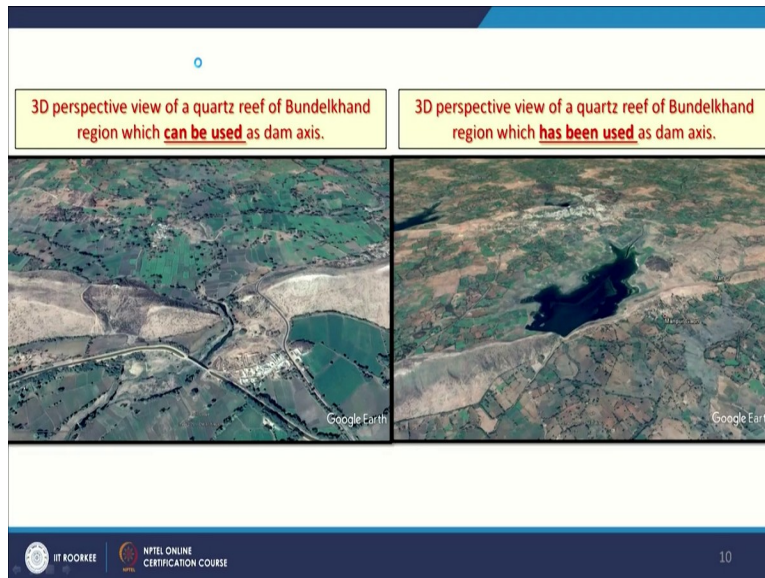 3D perspective view of a quartz reef of Bundelkhand
region which can be used as dam axis.
3D perspective view of a quartz reef of Bundelkhand
region which has been used as dam axis.
Google Earth
Google Eart
IIT ROORKEE
NPTEL ONLINE
CERTIFICATION COURSE
10